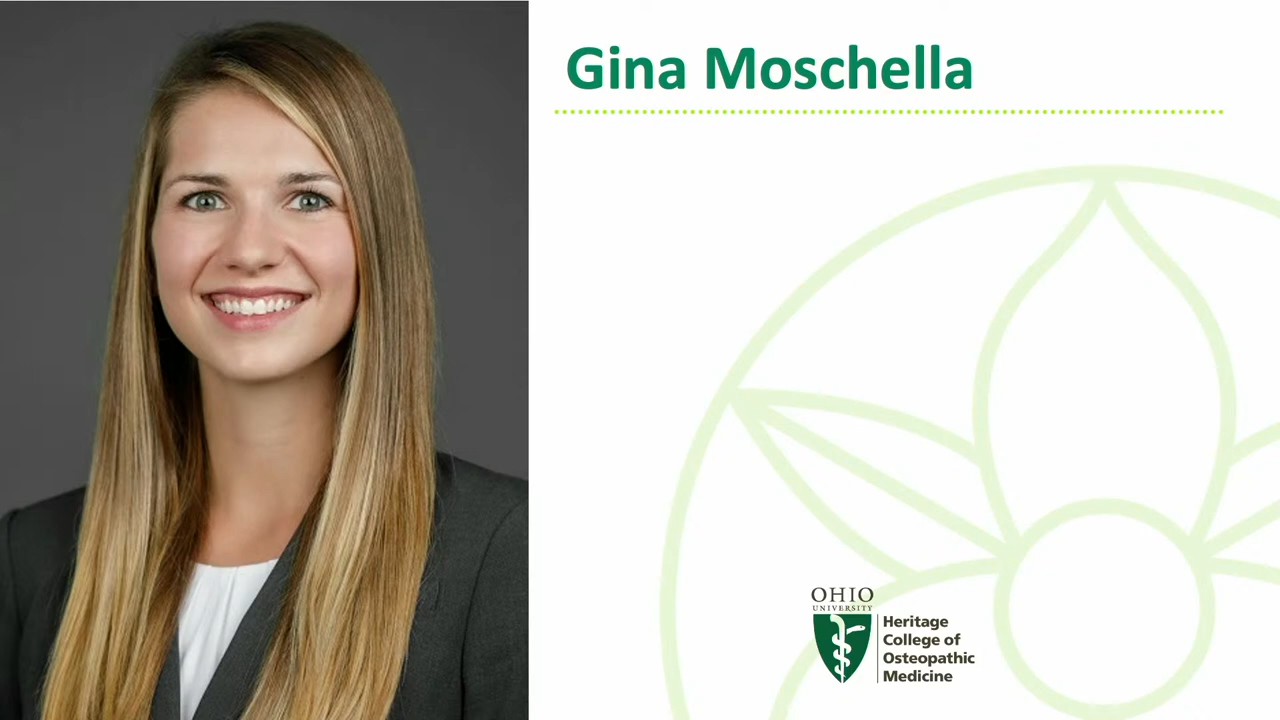 Gina Moschella
OHIO
UNIVERSITY
Heritage
College of
Osteopathic
Medicine